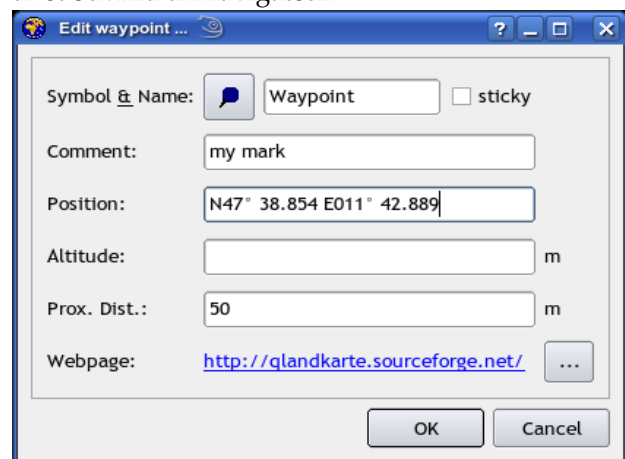 Edit waypoint ...
Symbol & Name: Waypoint sticky
Comment: my mark
Position: N47° 38.854 E011° 42.889
Altitude: m
Prox. Dist.: 50 m
Webpage: http://qlandkarte.sourceforge.net/ ...
OK Cancel